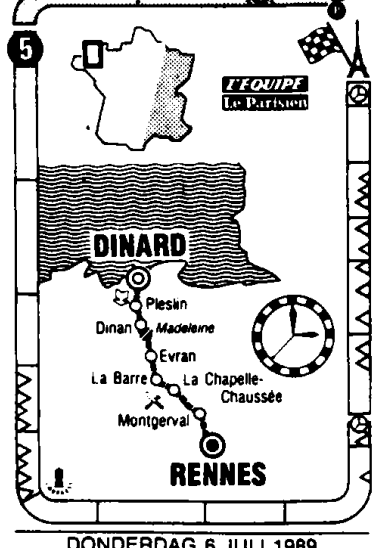 5
L'EQUIPE
Le Parisien
DINARD
Pleslin
Dinan Madeleine
Evran
La Barre La Chapelle-
Chaussée
Montgerval
RENNES
DONDERDAG 6 JULI 1989